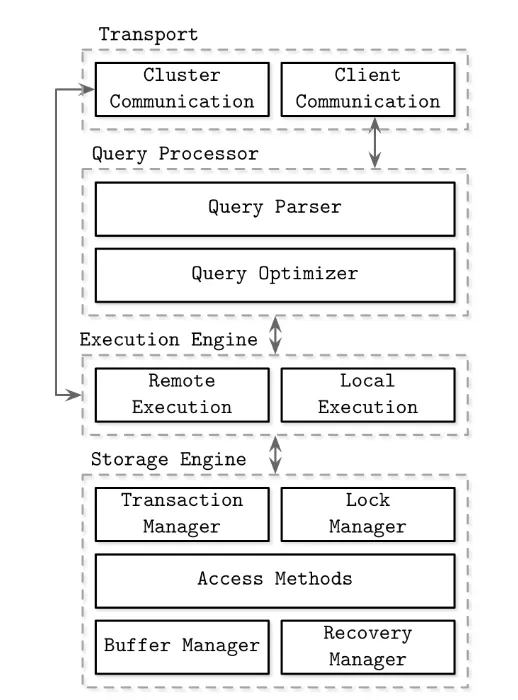 Transport
Cluster
Communication
Client
Communication
Query Processor
Query Parser
Query Optimizer
Execution Engine
Remote
Execution
Local
Execution
Storage Engine
Transaction
Manager
Lock
Manager
Access Methods
Buffer Manager
Recovery
Manager